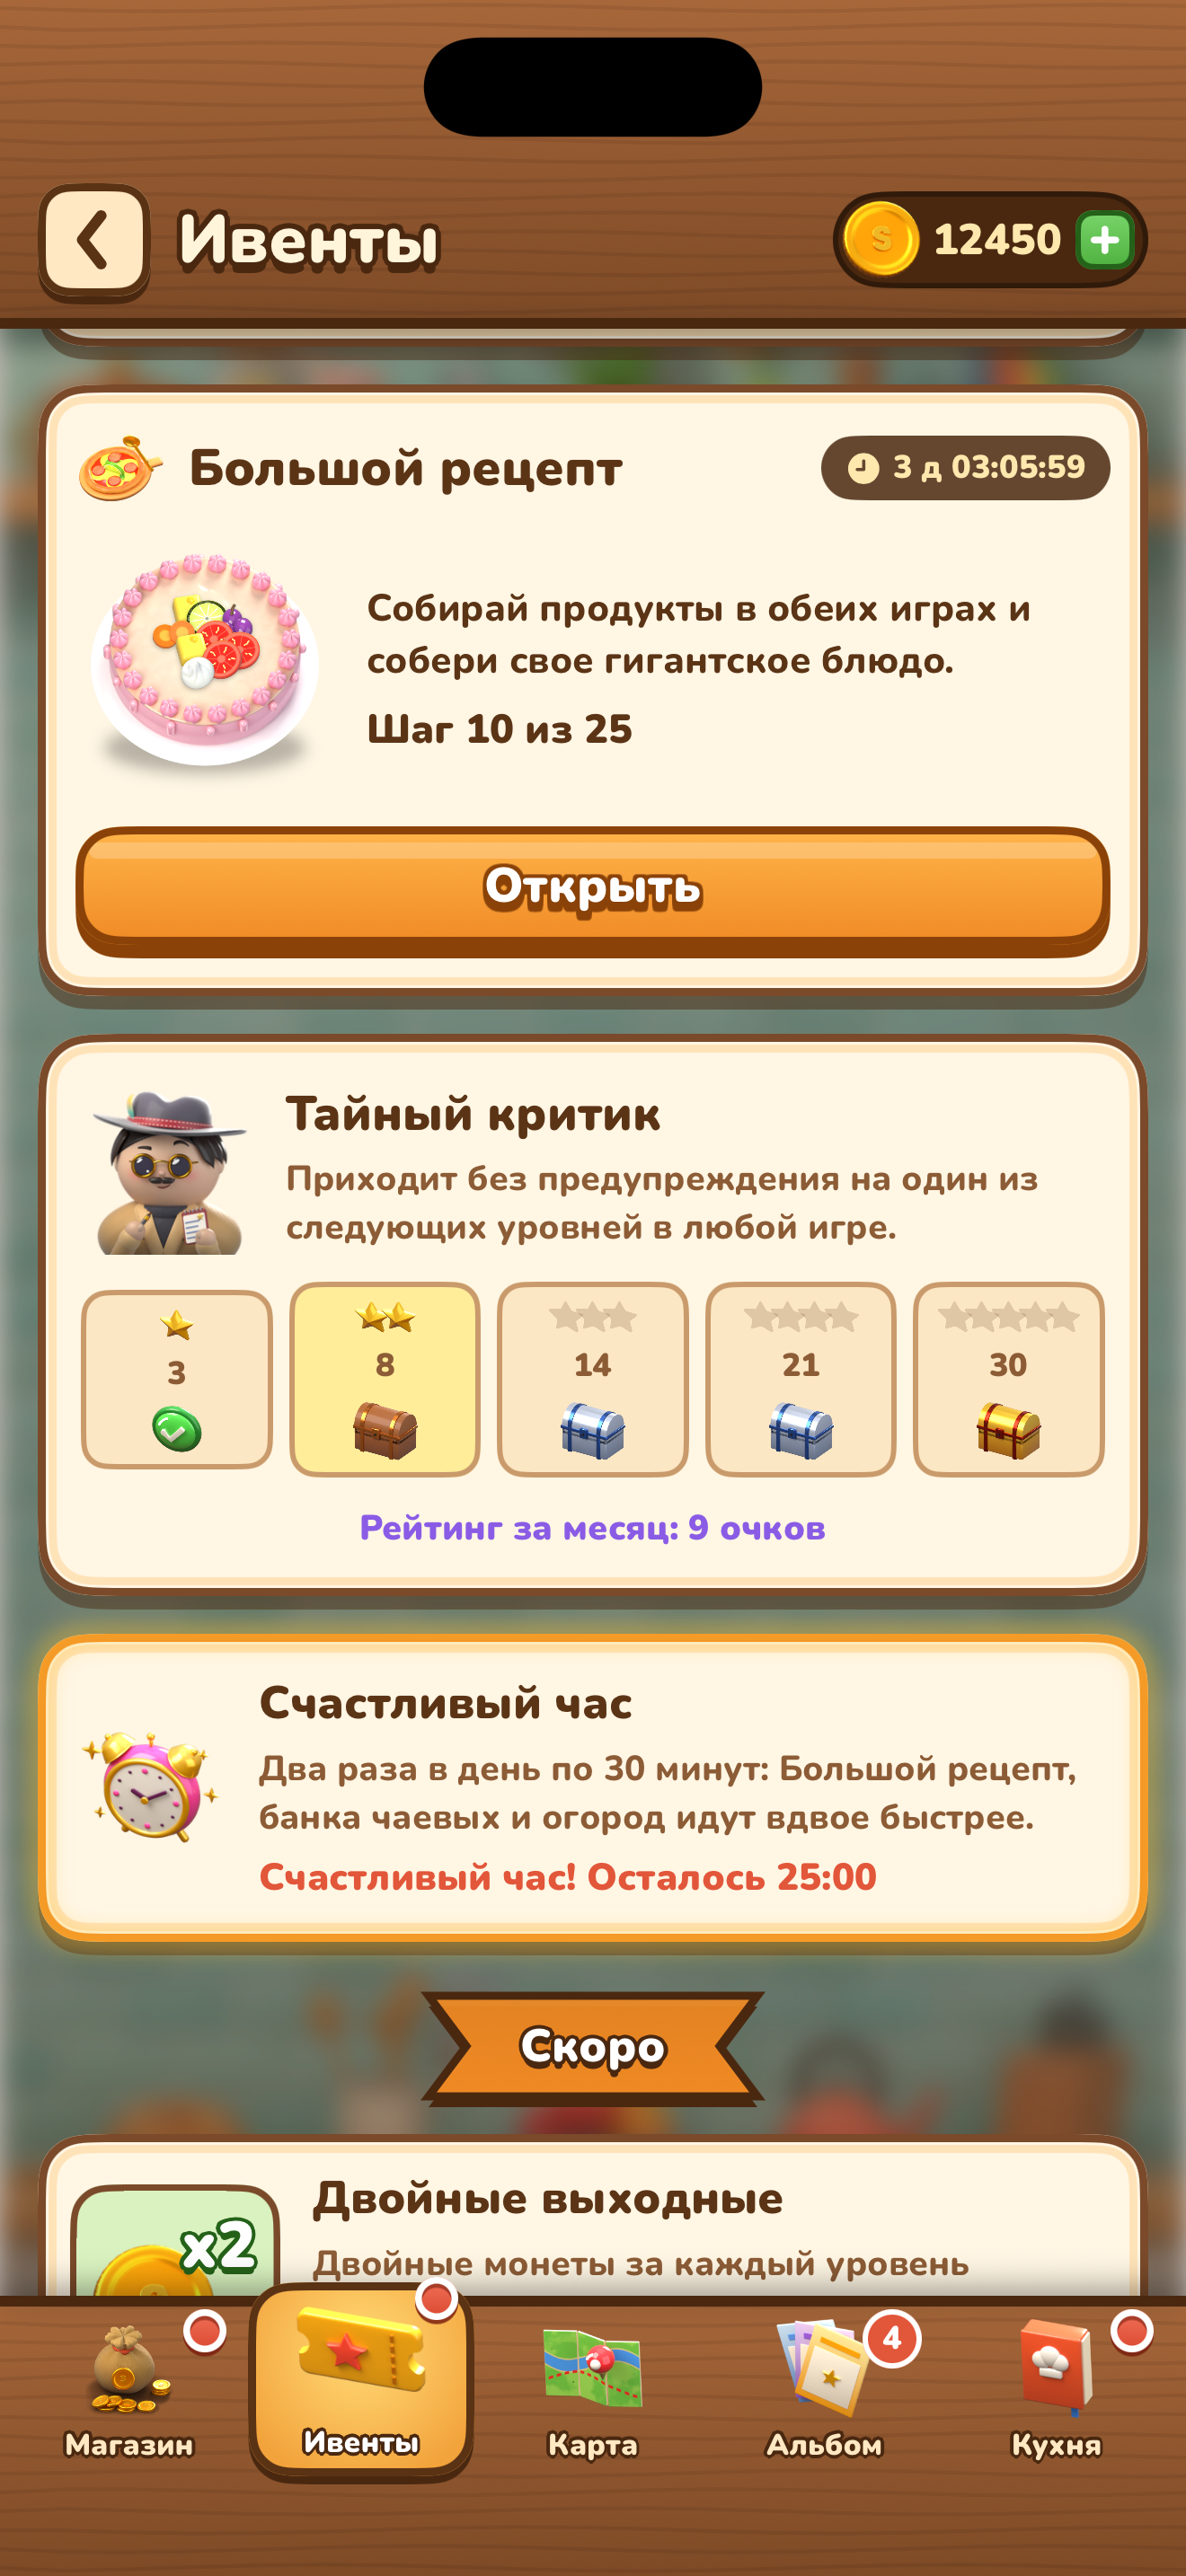 Ивенты
12450
Большой рецепт
3 д 03:05:59
Собирай продукты в обеих играх и
собери свое гигантское блюдо.
Шаг 10 из 25
Открыть
Тайный критик
Приходит без предупреждения на один из
следующих уровней в любой игре.
3
8
14
21
30
Рейтинг за месяц: 9 очков
Счастливый час
Два раза в день по 30 минут: Большой рецепт,
банка чаевых и огород идут вдвое быстрее.
Счастливый час! Осталось 25:00
Скоро
x2
Двойные выходные
Двойные монеты за каждый уровень
4
Магазин
Ивенты
Карта
Альбом
Кухня